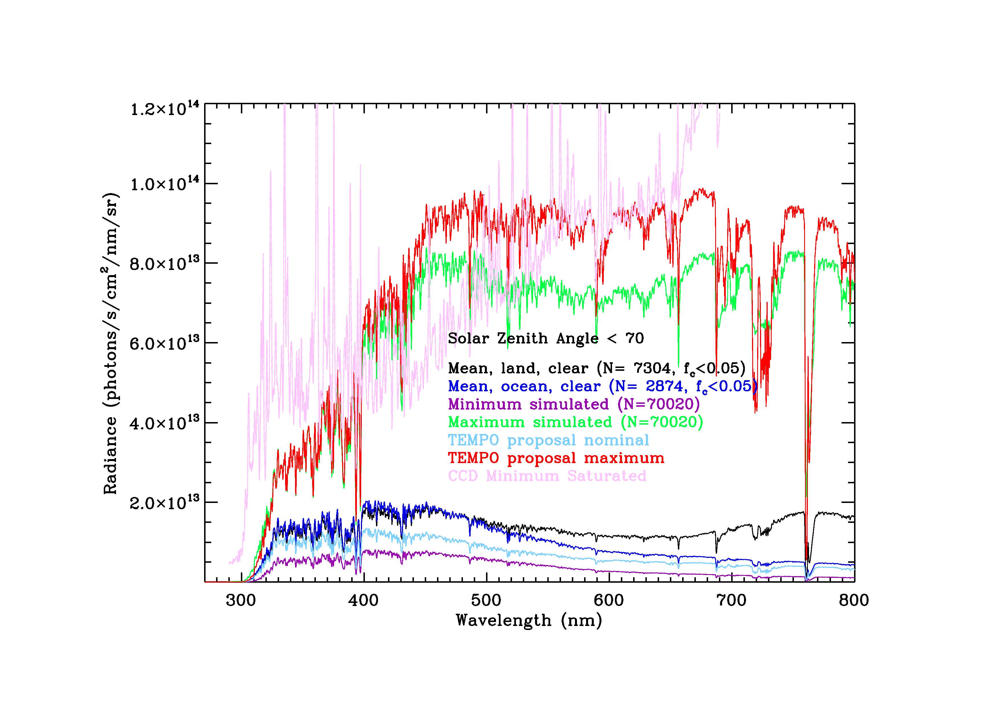 1.2×10¹⁴
1.0×10¹⁴
8.0×10¹³
6.0×10¹³
4.0×10¹³
2.0×10¹³
Radiance (photons/s/cm²/nm/sr)
Solar Zenith Angle < 70
Mean, land, clear (N= 7304, f_c<0.05)
Mean, ocean, clear (N= 2874, f_c<0.05)
Minimum simulated (N=70020)
Maximum simulated (N=70020)
TEMPO proposal nominal
TEMPO proposal maximum
CCD Minimum Saturated
300 400 500 600 700 800
Wavelength (nm)